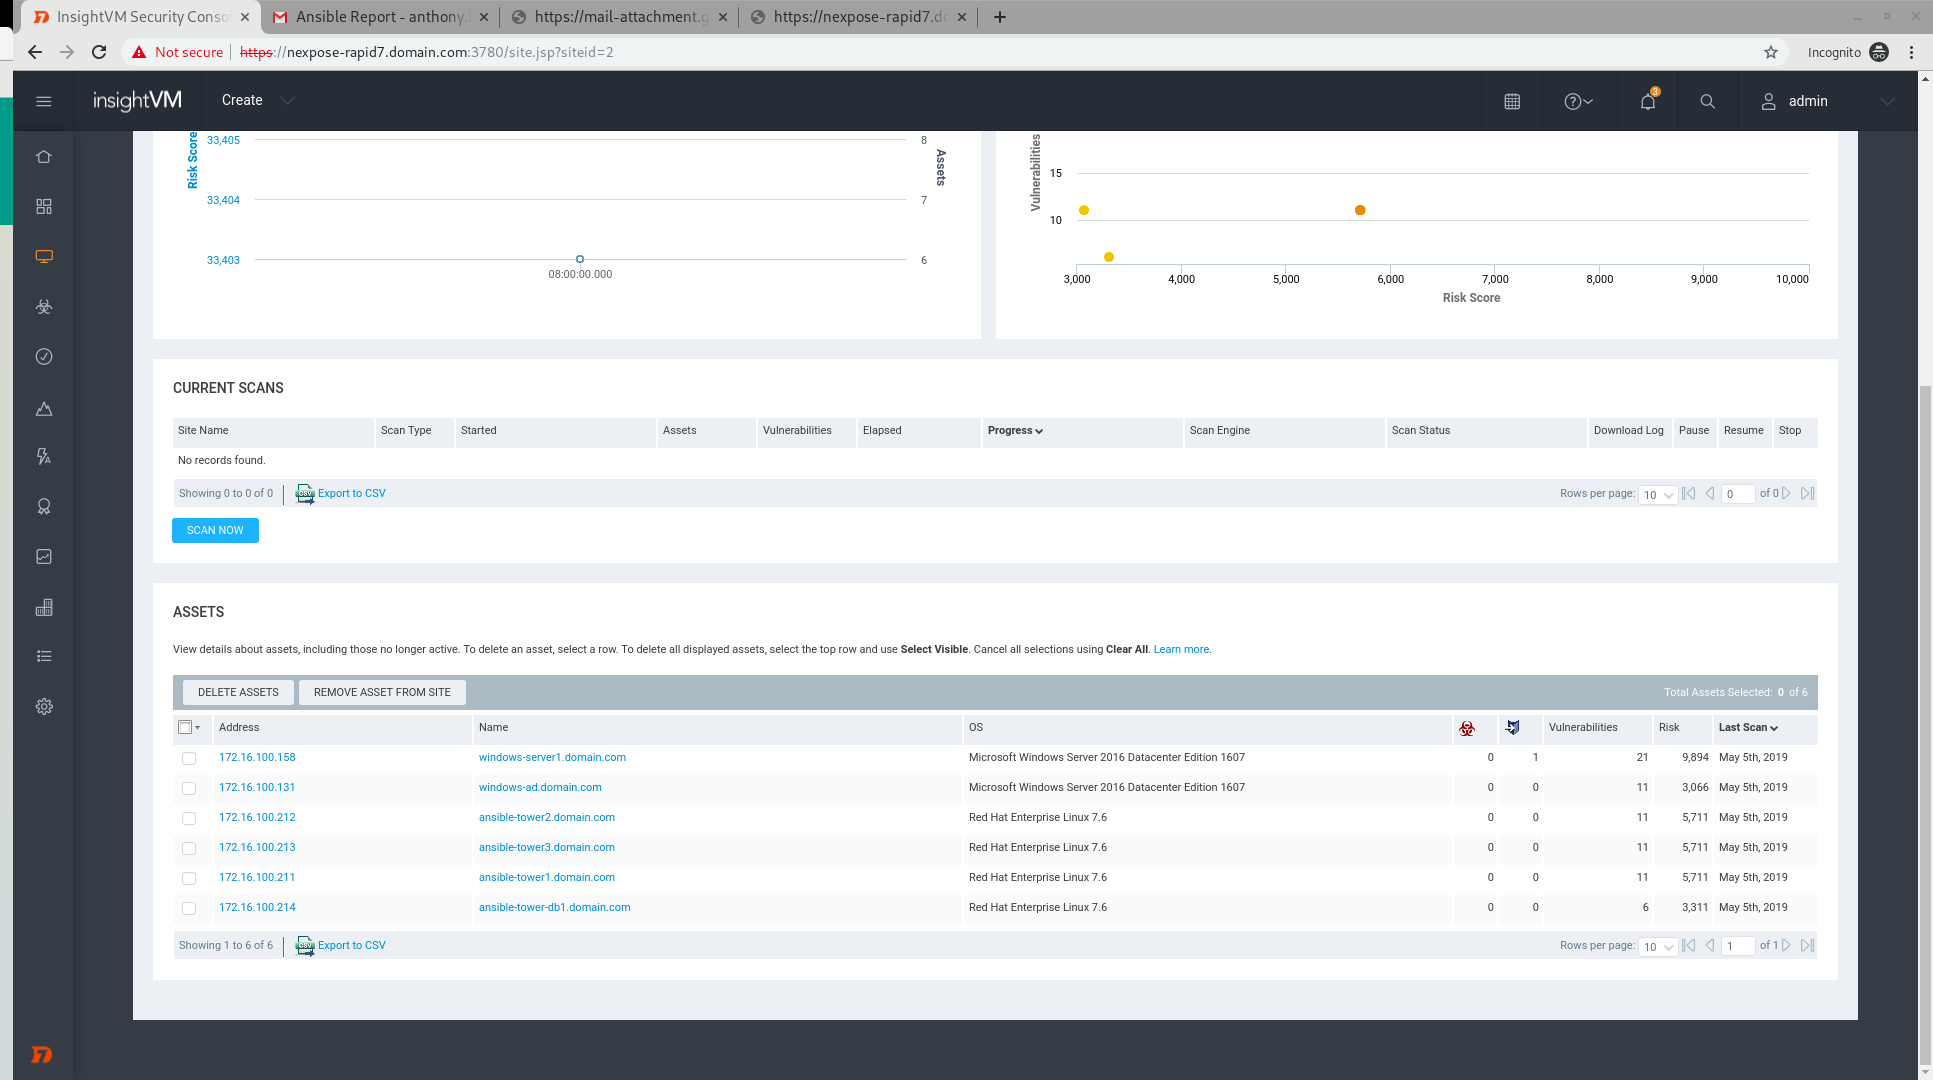 InsightVM Security Conso
Ansible Report - anthony.
https://mail-attachment.g
https://nexpose-rapid7.do
Not secure https://nexpose-rapid7.domain.com:3780/site.jsp?siteid=2
Incognito
insightVM
Create
3
admin
Risk Score
33,405
33,404
33,403
08:00:00.000
8
7
6
Assets
Vulnerabilities
15
10
3,000 4,000 5,000 6,000 7,000 8,000 9,000 10,000
Risk Score
CURRENT SCANS
Site Name Scan Type Started Assets Vulnerabilities Elapsed Progress Scan Engine Scan Status Download Log Pause Resume Stop
No records found.
Showing 0 to 0 of 0 Export to CSV Rows per page: 10 0 of 0
SCAN NOW
ASSETS
View details about assets, including those no longer active. To delete an asset, select a row. To delete all displayed assets, select the top row and use Select Visible. Cancel all selections using Clear All. Learn more.
DELETE ASSETS REMOVE ASSET FROM SITE Total Assets Selected: 0 of 6
Address Name OS Vulnerabilities Risk Last Scan
172.16.100.158 windows-server1.domain.com Microsoft Windows Server 2016 Datacenter Edition 1607 0 1 21 9,894 May 5th, 2019
172.16.100.131 windows-ad.domain.com Microsoft Windows Server 2016 Datacenter Edition 1607 0 0 11 3,066 May 5th, 2019
172.16.100.212 ansible-tower2.domain.com Red Hat Enterprise Linux 7.6 0 0 11 5,711 May 5th, 2019
172.16.100.213 ansible-tower3.domain.com Red Hat Enterprise Linux 7.6 0 0 11 5,711 May 5th, 2019
172.16.100.211 ansible-tower1.domain.com Red Hat Enterprise Linux 7.6 0 0 11 5,711 May 5th, 2019
172.16.100.214 ansible-tower-db1.domain.com Red Hat Enterprise Linux 7.6 0 0 6 3,311 May 5th, 2019
Showing 1 to 6 of 6 Export to CSV Rows per page: 10 1 of 1